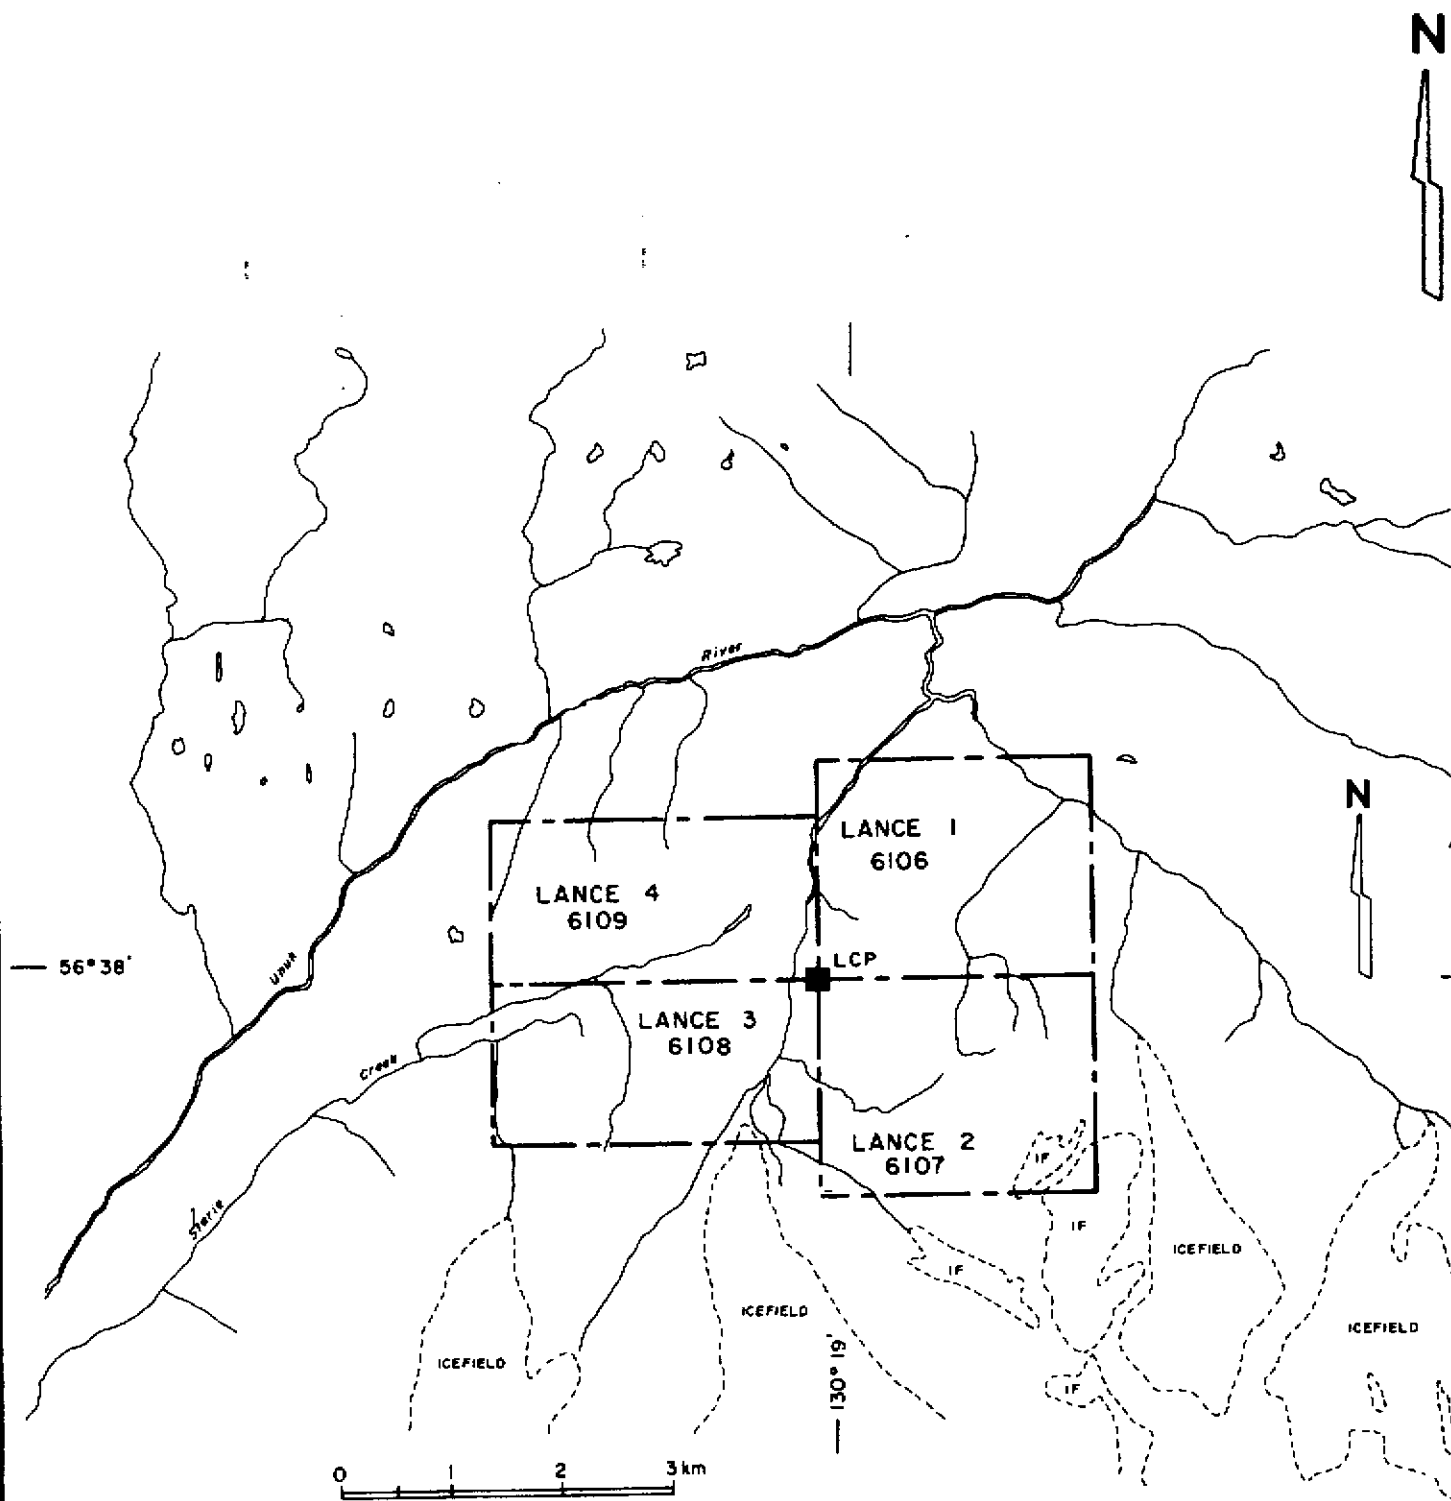 N
River
N
LANCE 1
6106
LANCE 4
6109
56°38'
Unuk
LCP
LANCE 3
6108
Creek
LANCE 2
6107
IF
Storie
IF
ICEFIELD
IF
ICEFIELD
ICEFIELD
130° 19'
ICEFIELD
IF
0 1 2 3 km